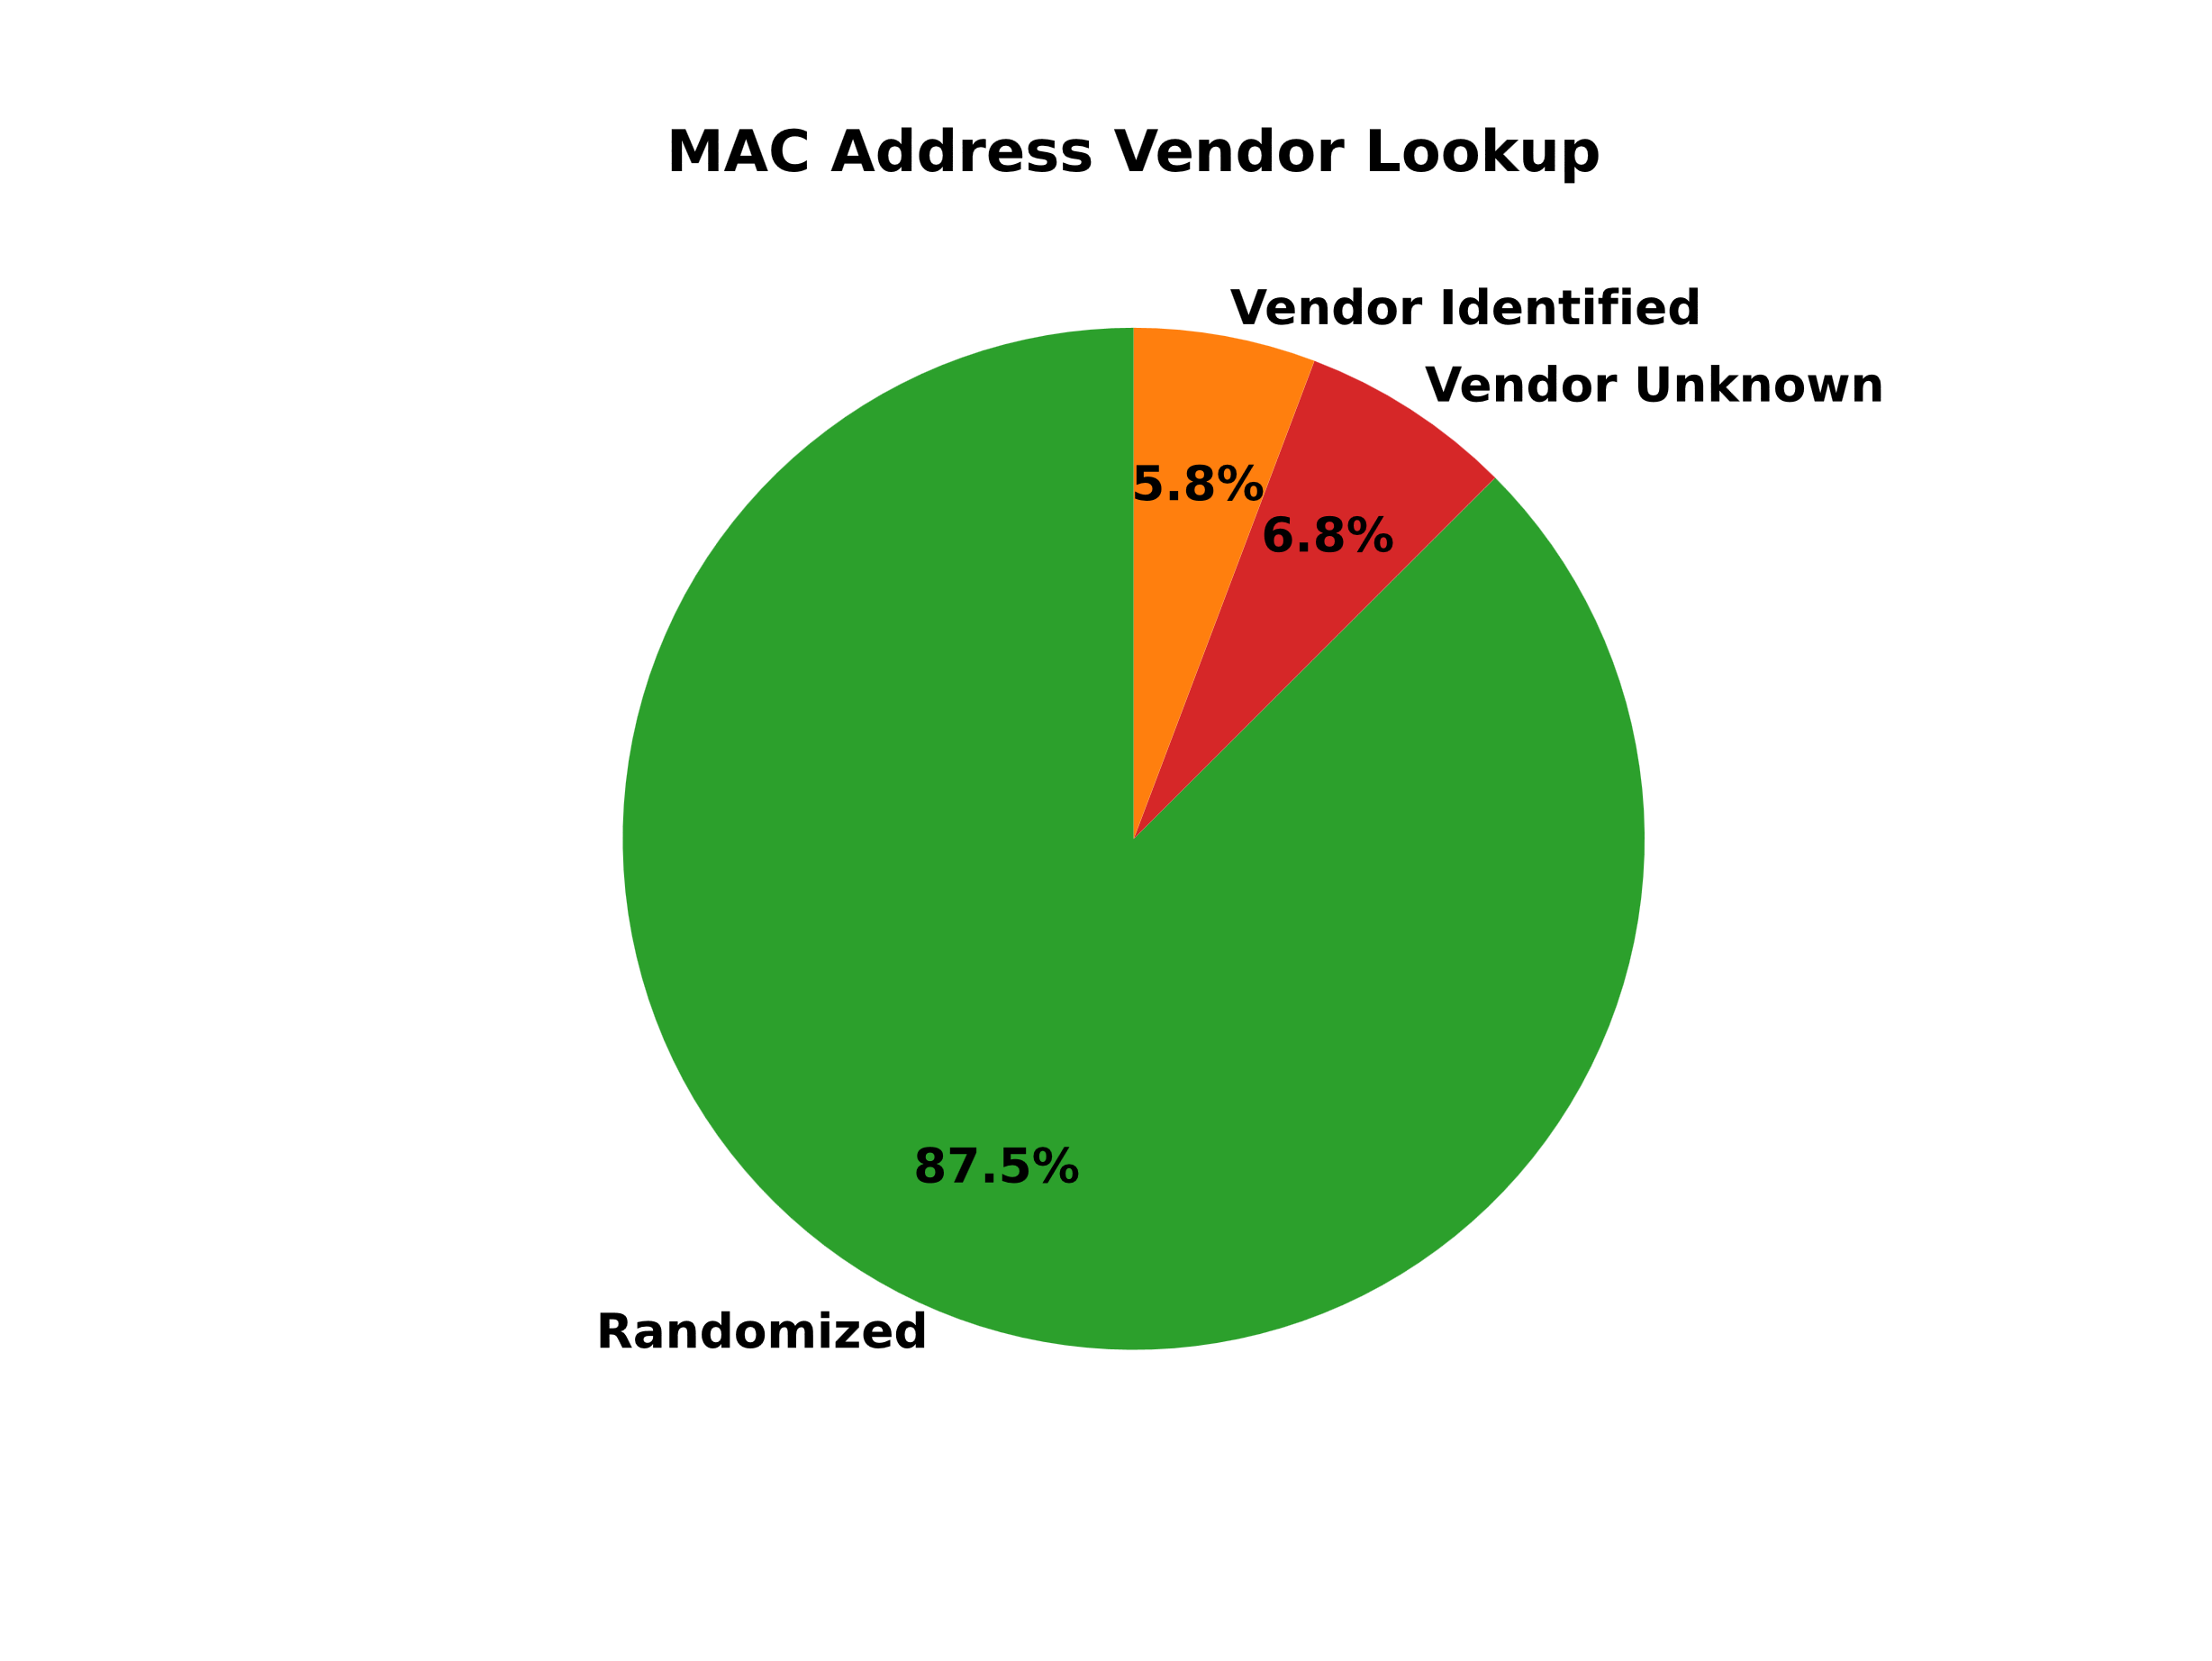 MAC Address Vendor Lookup
Vendor Identified
Vendor Unknown
5.8%
6.8%
87.5%
Randomized